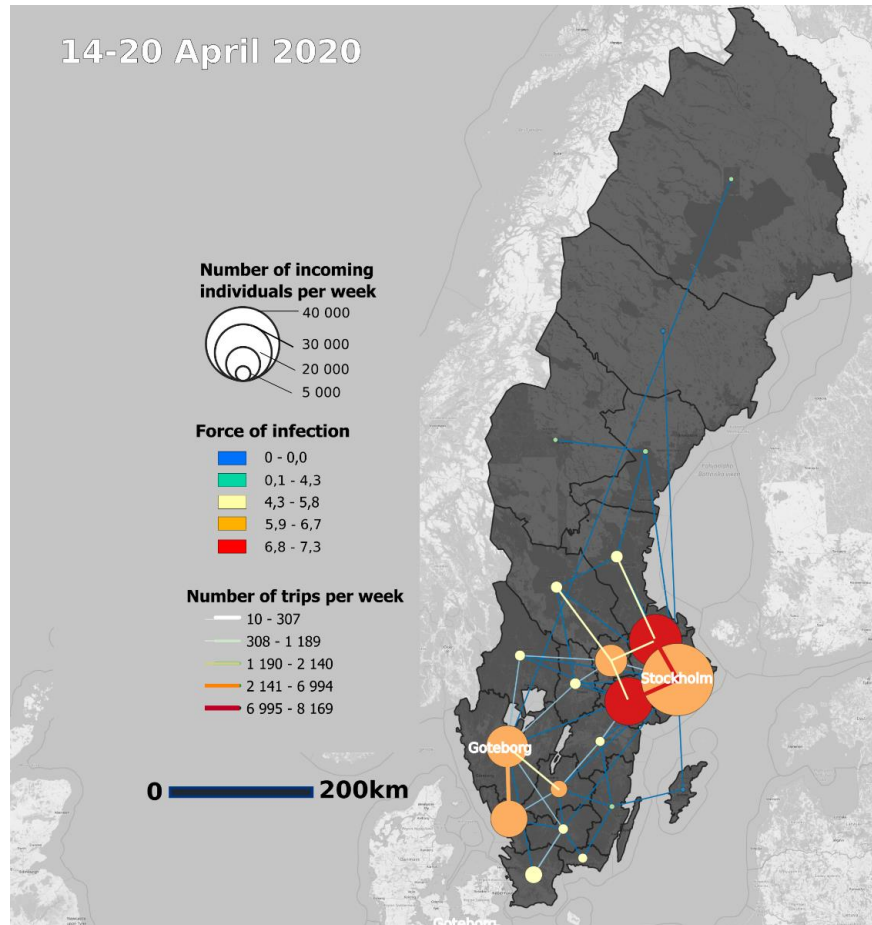 14-20 April 2020
Number of incoming
individuals per week
40 000
30 000
20 000
5 000
Force of infection
0 - 0,0
0,1 - 4,3
4,3 - 5,8
5,9 - 6,7
6,8 - 7,3
Number of trips per week
10 - 307
308 - 1 189
1 190 - 2 140
2 141 - 6 994
6 995 - 8 169
Stockholm
Goteborg
0 200km
Goteborg